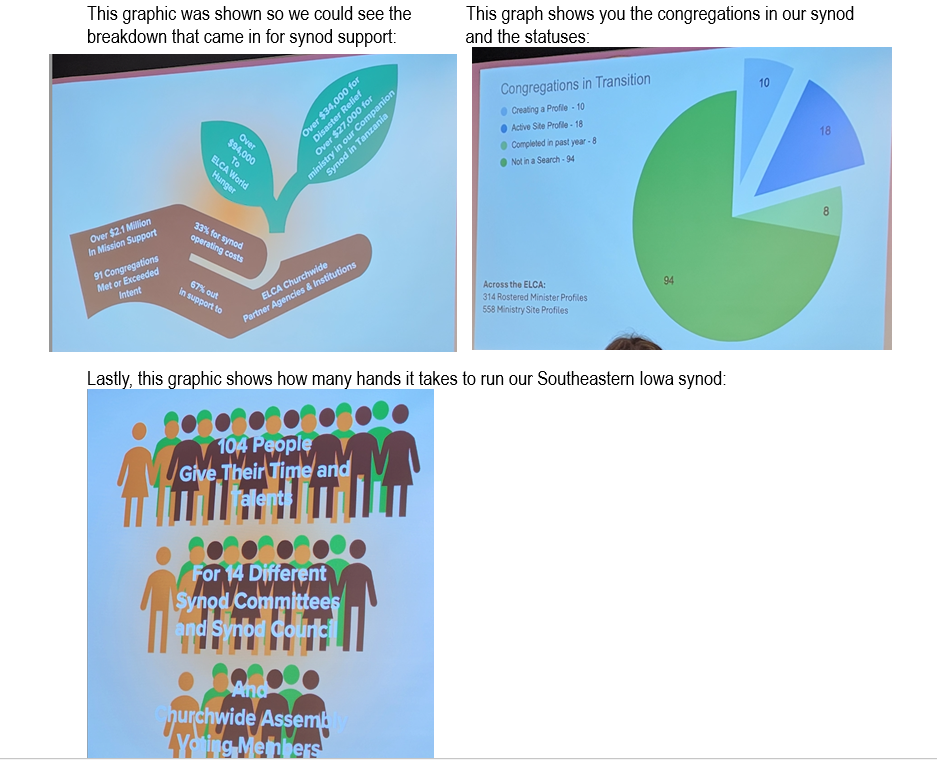 This graphic was shown so we could see the
breakdown that came in for synod support:
Over
$94,000
To
ELCA World
Hunger
Over $34,000 for
Disaster Relief
Over $27,000 for
ministry in our Companion
Synod in Tanzania
Over $2.1 Million
In Mission Support
91 Congregations
Met or Exceeded
Intent
33% for synod
operating costs
67% out
in support to
ELCA Churchwide
Partner Agencies & Institutions
This graph shows you the congregations in our synod
and the statuses:
Congregations in Transition
Creating a Profile - 10
Active Site Profile - 18
Completed in past year - 8
Not in a Search - 94
10
18
8
94
Across the ELCA:
314 Rostered Minister Profiles
558 Ministry Site Profiles
Lastly, this graphic shows how many hands it takes to run our Southeastern Iowa synod:
104 People
Give Their Time and
Talents
For 14 Different
Synod Committees
and Synod Council
And
Churchwide Assembly
Voting Members